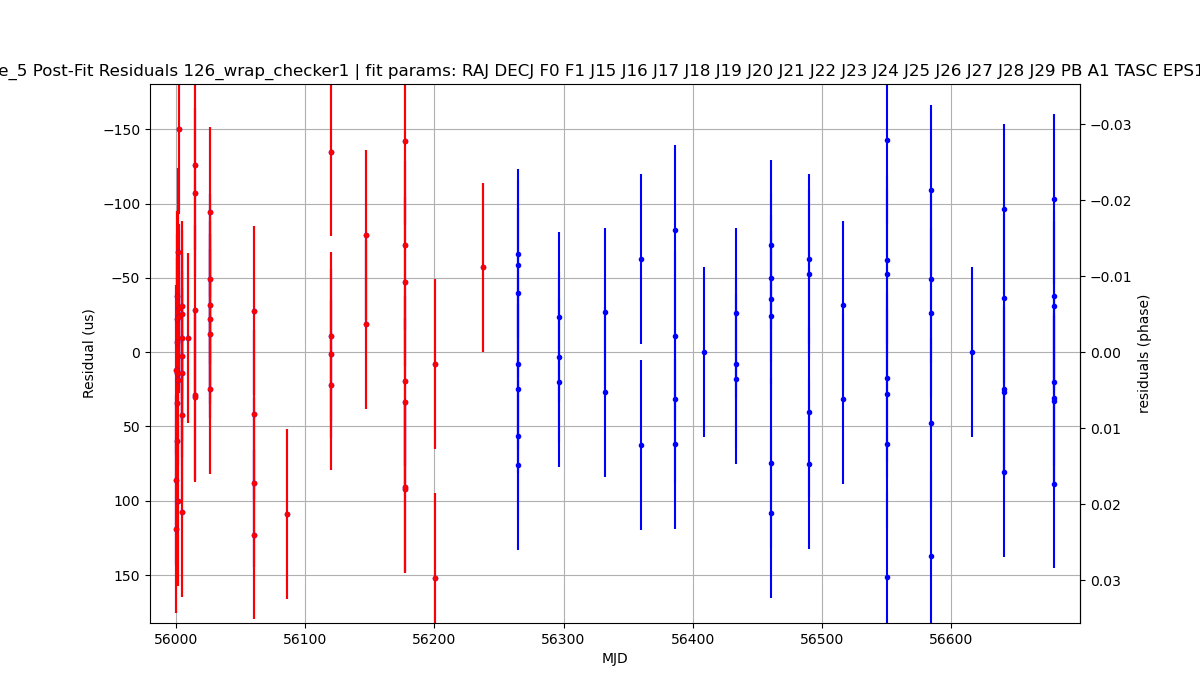 e_5 Post-Fit Residuals 126_wrap_checker1 | fit params: RAJ DECJ F0 F1 J15 J16 J17 J18 J19 J20 J21 J22 J23 J24 J25 J26 J27 J28 J29 PB A1 TASC EPS1
−150
−100
−50
0
50
100
150
Residual (us)
−0.03
−0.02
−0.01
0.00
0.01
0.02
0.03
residuals (phase)
56000 56100 56200 56300 56400 56500 56600
MJD